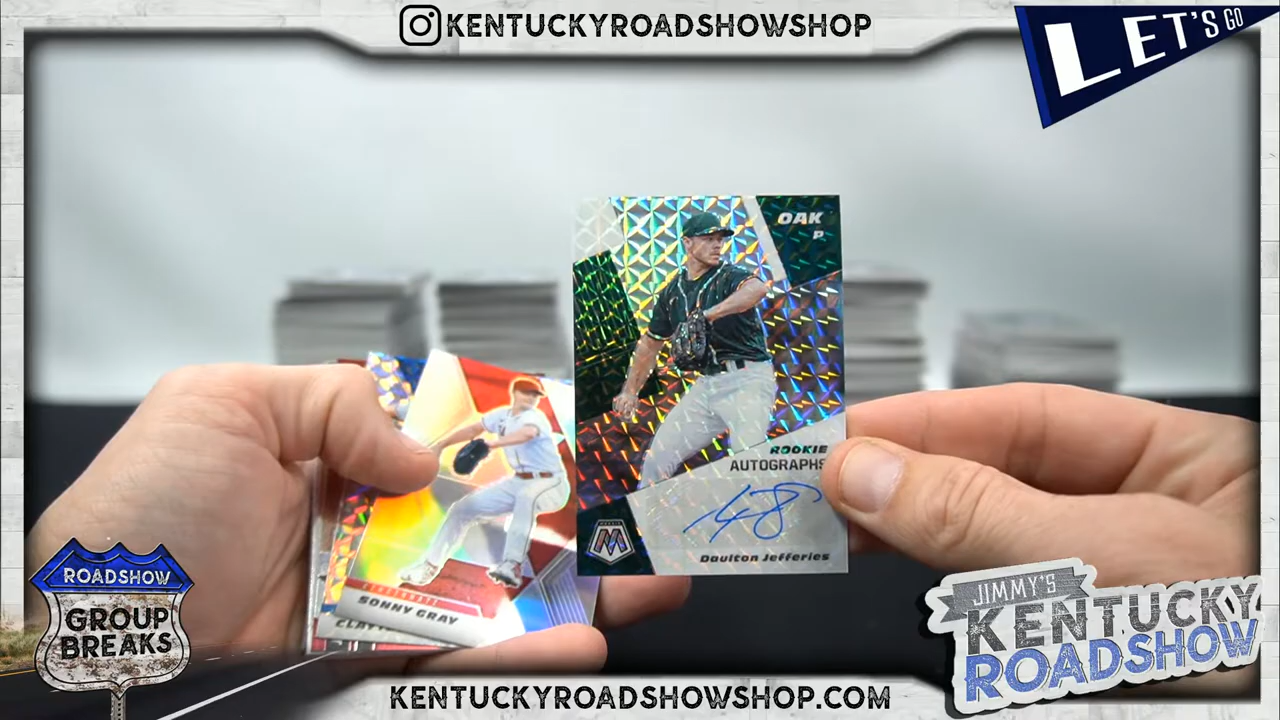 KENTUCKYROADSHOWSHOP
LET'S GO
OAK
P
ROOKIE
AUTOGRAPHS
Daulton Jefferies
SONNY GRAY
ROADSHOW
GROUP
BREAKS
JIMMY'S
KENTUCKY
ROADSHOW
KENTUCKYROADSHOWSHOP.COM